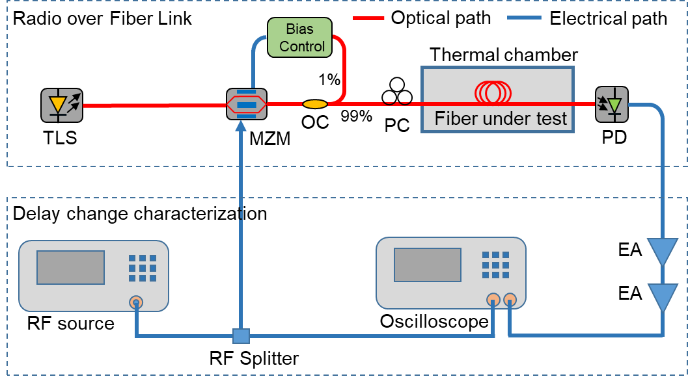 Radio over Fiber Link
Optical path
Electrical path
Bias
Control
Thermal chamber
1%
99%
TLS
MZM
OC
PC
Fiber under test
PD
Delay change characterization
EA
EA
RF source
Oscilloscope
RF Splitter